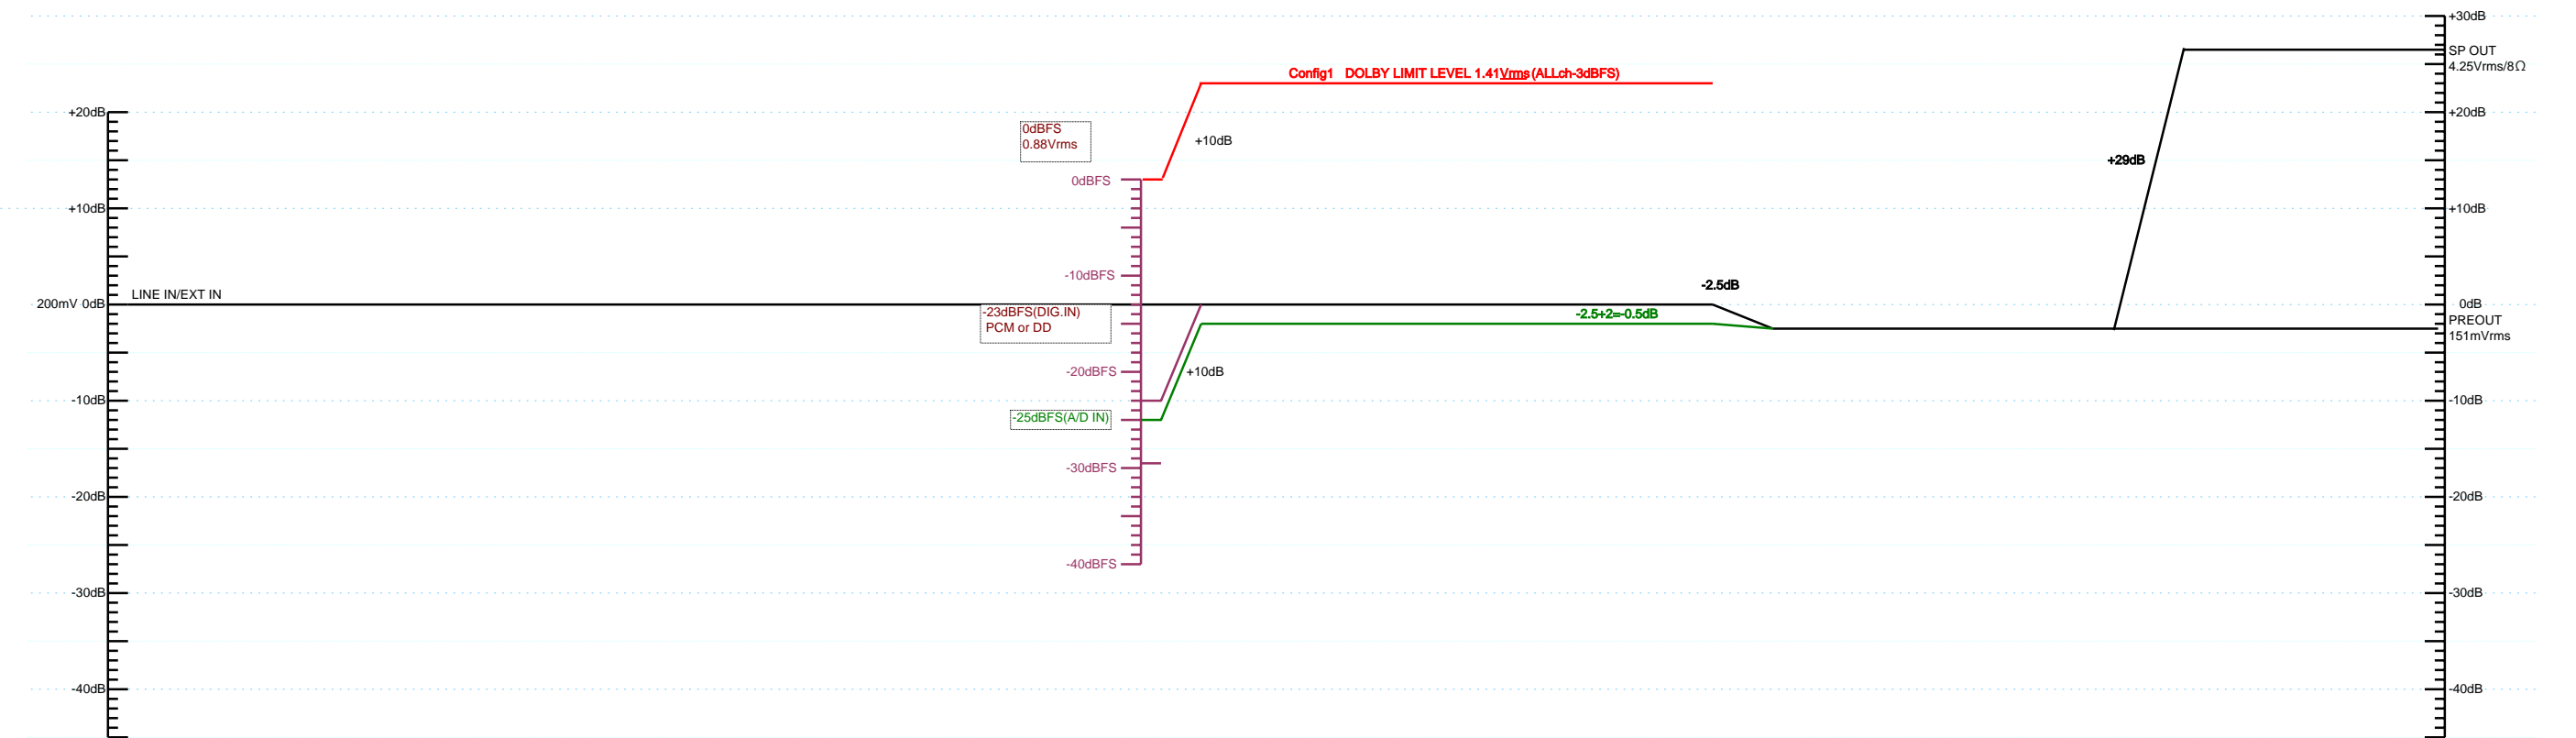 +30dB
SP OUT
4.25Vrms/8Ω
Config1 DOLBY LIMIT LEVEL 1.41Vrms (ALLch-3dBFS)
+20dB
+20dB
0dBFS
0.88Vrms
+10dB
+29dB
0dBFS
+10dB
+10dB
-10dBFS
-2.5dB
LINE IN/EXT IN
200mV 0dB
0dB
-23dBFS(DIG.IN)
PCM or DD
-2.5+2=-0.5dB
PREOUT
151mVrms
-20dBFS
+10dB
-10dB
-10dB
-25dBFS(A/D IN)
-30dBFS
-20dB
-20dB
-40dBFS
-30dB
-30dB
-40dB
-40dB